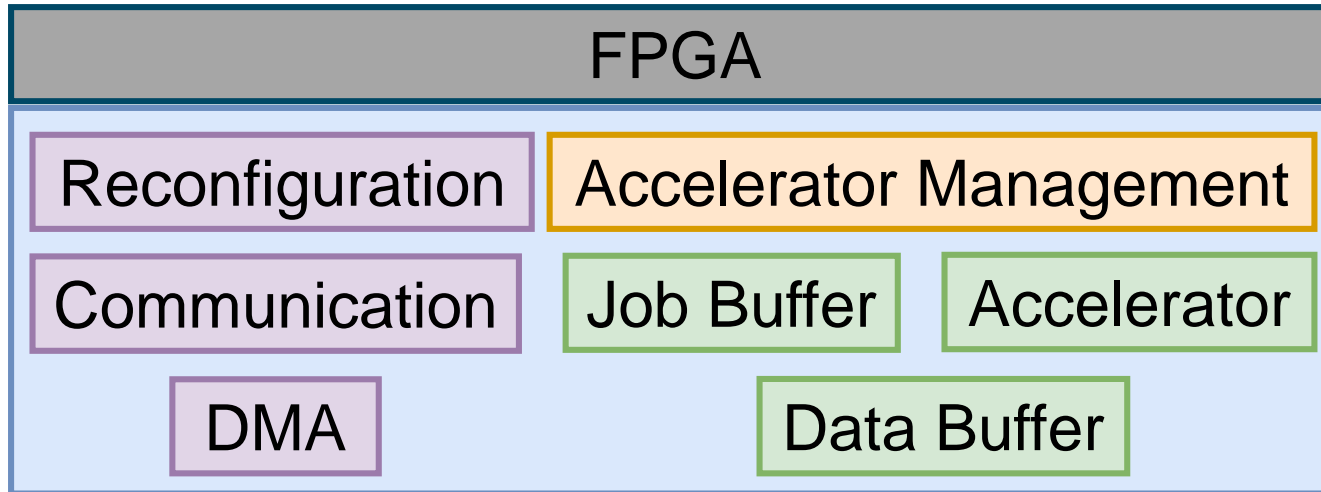 FPGA
Reconfiguration Accelerator Management
Communication Job Buffer Accelerator
DMA Data Buffer